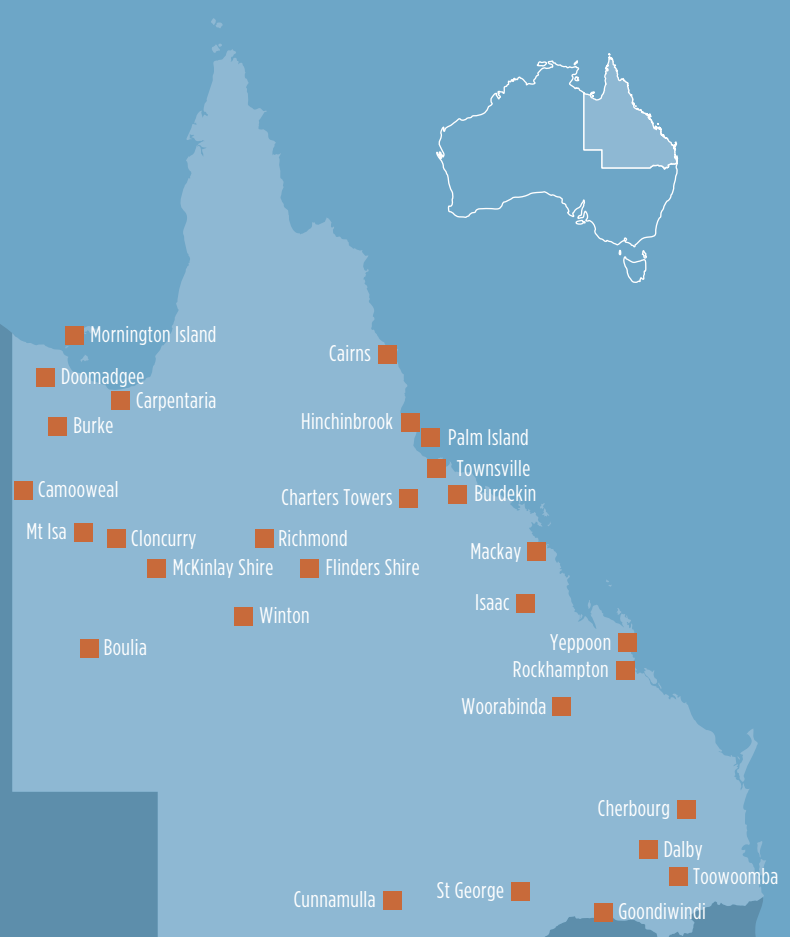 Mornington Island
Cairns
Doomadgee
Carpentaria
Hinchinbrook
Burke
Palm Island
Townsville
Camooweal
Charters Towers
Burdekin
Mt Isa
Cloncurry
Richmond
Mackay
McKinlay Shire
Flinders Shire
Isaac
Winton
Yeppoon
Boulia
Rockhampton
Woorabinda
Cherbourg
Dalby
Toowoomba
St George
Cunnamulla
Goondiwindi